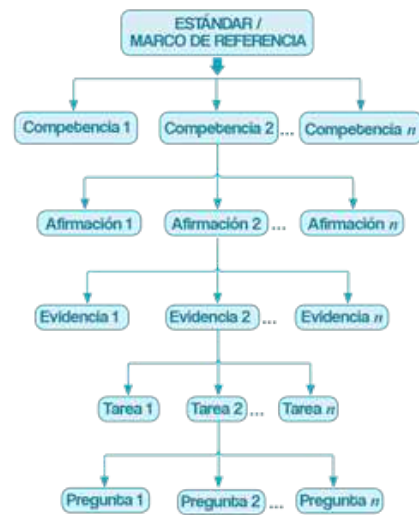 ESTÁNDAR /
MARCO DE REFERENCIA
Competencia 1 Competencia 2 ... Competencia n
Afirmación 1 Afirmación 2 ... Afirmación n
Evidencia 1 Evidencia 2 ... Evidencia n
Tarea 1 Tarea 2 ... Tarea n
Pregunta 1 Pregunta 2 ... Pregunta n